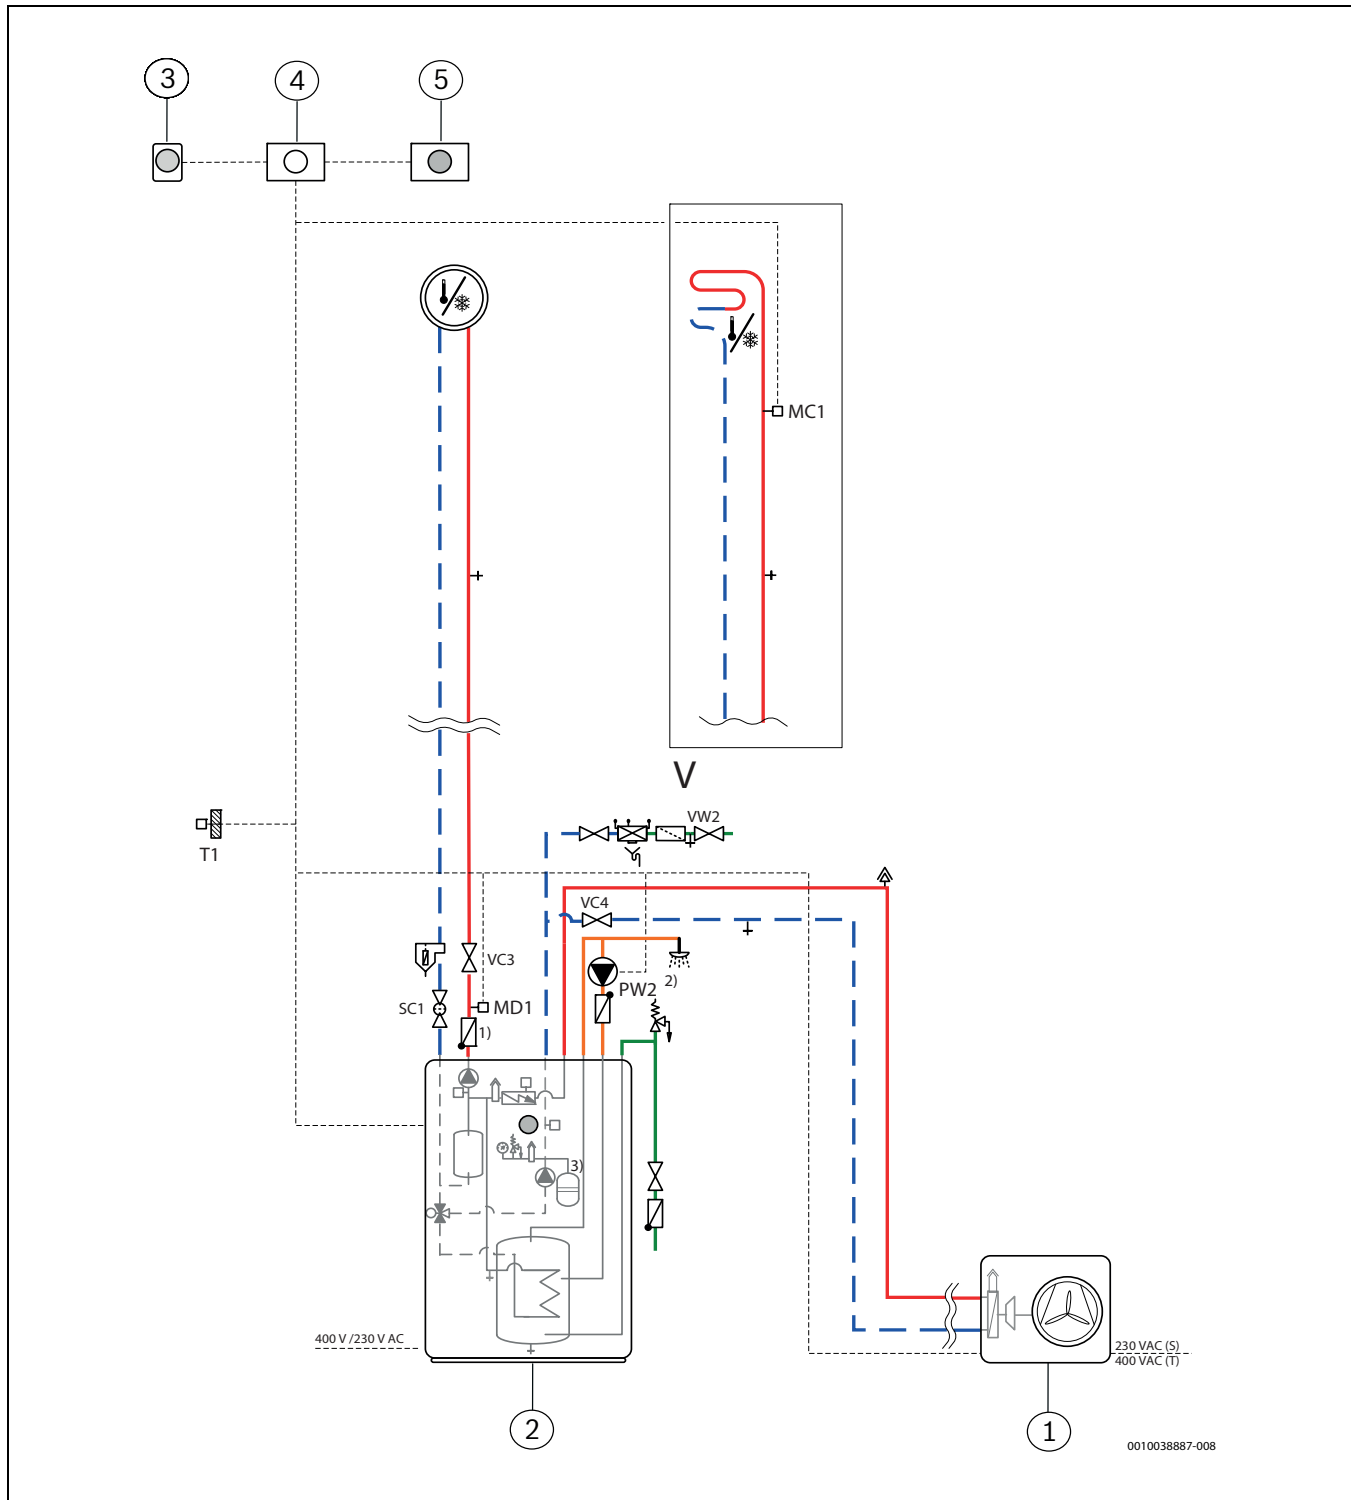 3
4
5
MC1
V
VW2
T1
VC4
VC3
2)
PW2
SC1
MD1
1)
3)
400 V /230 V AC
230 VAC (S)
400 VAC (T)
2
1
0010038887-008